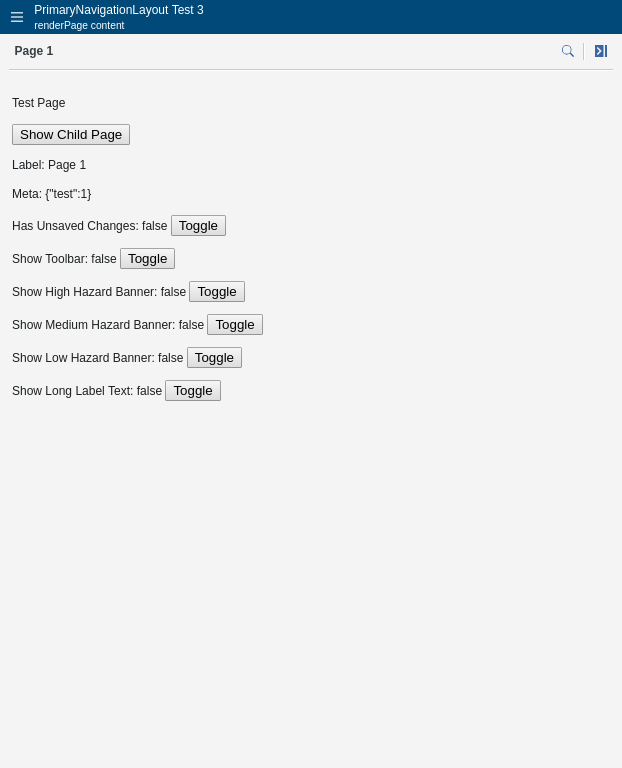 PrimaryNavigationLayout Test 3
renderPage content
Page 1
Test Page
Show Child Page
Label: Page 1
Meta: {"test":1}
Has Unsaved Changes: false Toggle
Show Toolbar: false Toggle
Show High Hazard Banner: false Toggle
Show Medium Hazard Banner: false Toggle
Show Low Hazard Banner: false Toggle
Show Long Label Text: false Toggle